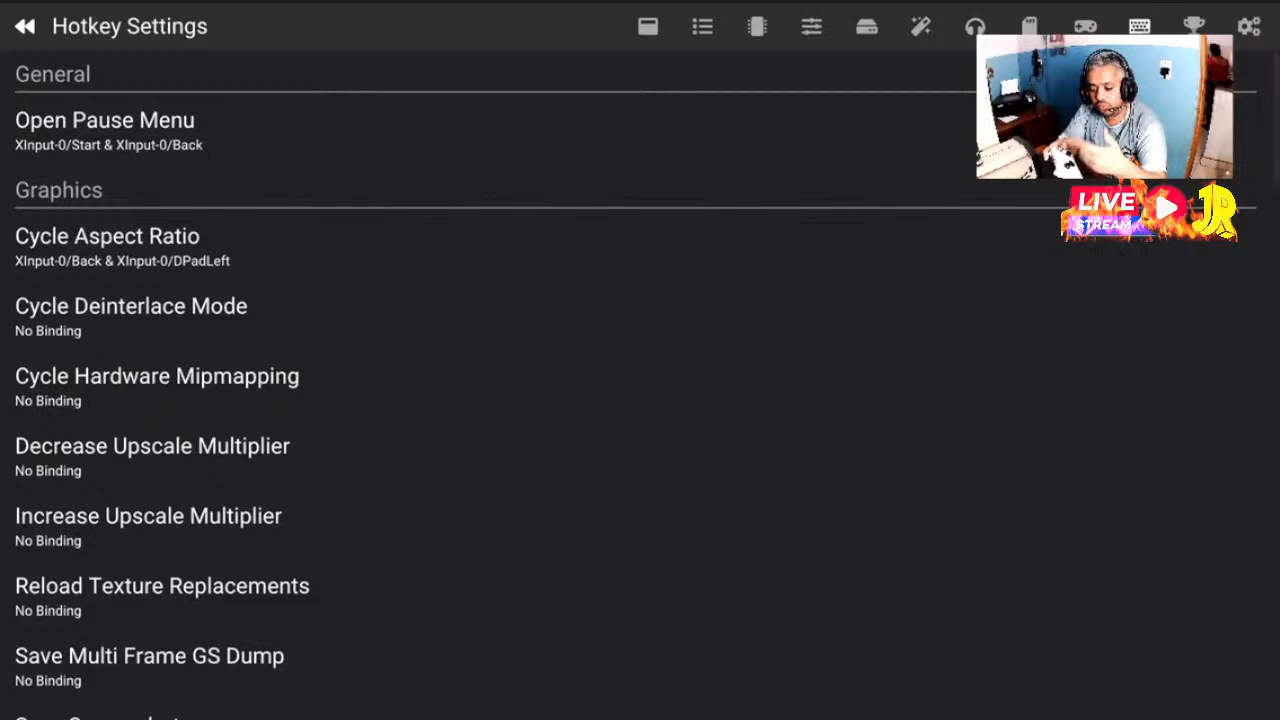 Hotkey Settings
General
Open Pause Menu
XInput-0/Start & XInput-0/Back
LIVE
STREAM
JR
Graphics
Cycle Aspect Ratio
XInput-0/Back & XInput-0/DPadLeft
Cycle Deinterlace Mode
No Binding
Cycle Hardware Mipmapping
No Binding
Decrease Upscale Multiplier
No Binding
Increase Upscale Multiplier
No Binding
Reload Texture Replacements
No Binding
Save Multi Frame GS Dump
No Binding